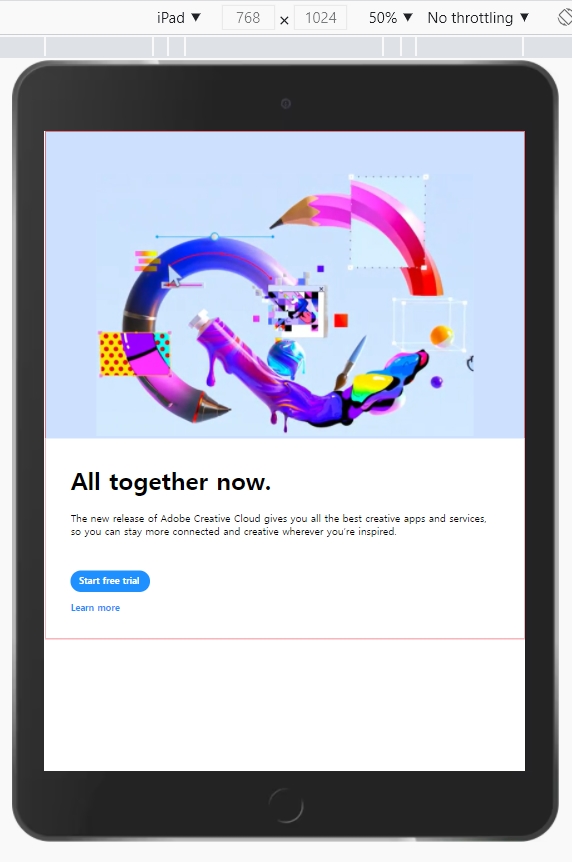 iPad ▼ 768 × 1024 50% ▼ No throttling ▼
All together now.
The new release of Adobe Creative Cloud gives you all the best creative apps and services,
so you can stay more connected and creative wherever you're inspired.
Start free trial
Learn more